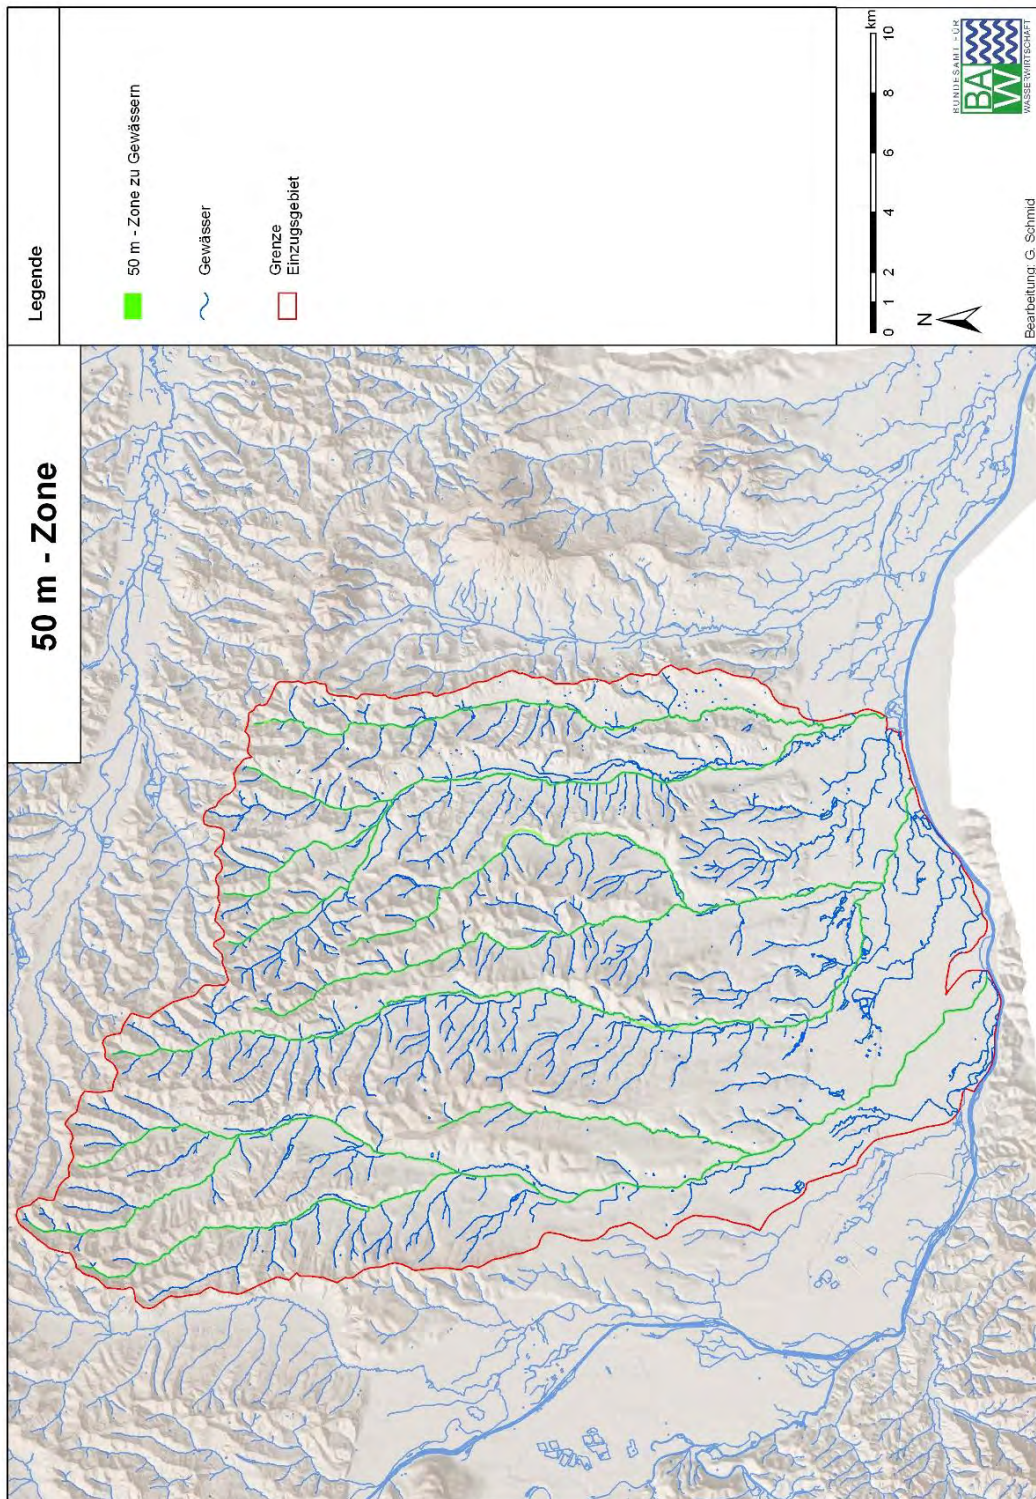 50 m - Zone
Legende
50 m - Zone zu Gewässern
Gewässer
Grenze
Einzugsgebiet
km
0 1 2 4 6 8 10
N
Bearbeitung: G. Schmid
BUNDESAMT FÜR
BA
W
WASSERWIRTSCHAFT